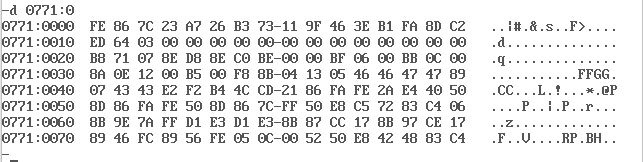 -d 0771:0
0771:0000  FE 86 7C 23 A7 26 B3 73-11 9F 46 3E B1 FA 8D C2   ..|#.&.s..F>....
0771:0010  ED 64 03 00 00 00 00 00-00 00 00 00 00 00 00 00   .d..............
0771:0020  B8 71 07 8E D8 8E C0 BE-00 00 BF 06 00 BB 0C 00   .q..............
0771:0030  8A 0E 12 00 B5 00 F8 8B-04 13 05 46 46 47 47 89   ...........FFGG.
0771:0040  07 43 43 E2 F2 B4 4C CD-21 86 FA FE 2A E4 40 50   .CC...L.!...*.@P
0771:0050  8D 86 FA FE 50 8D 86 7C-FF 50 E8 C5 72 83 C4 06   ....P..|.P..r...
0771:0060  8B 9E 7A FF D1 E3 D1 E3-8B 87 CC 17 8B 97 CE 17   ..z.............
0771:0070  89 46 FC 89 56 FE 05 0C-00 52 50 E8 42 48 83 C4   .F..V....RP.BH..
-